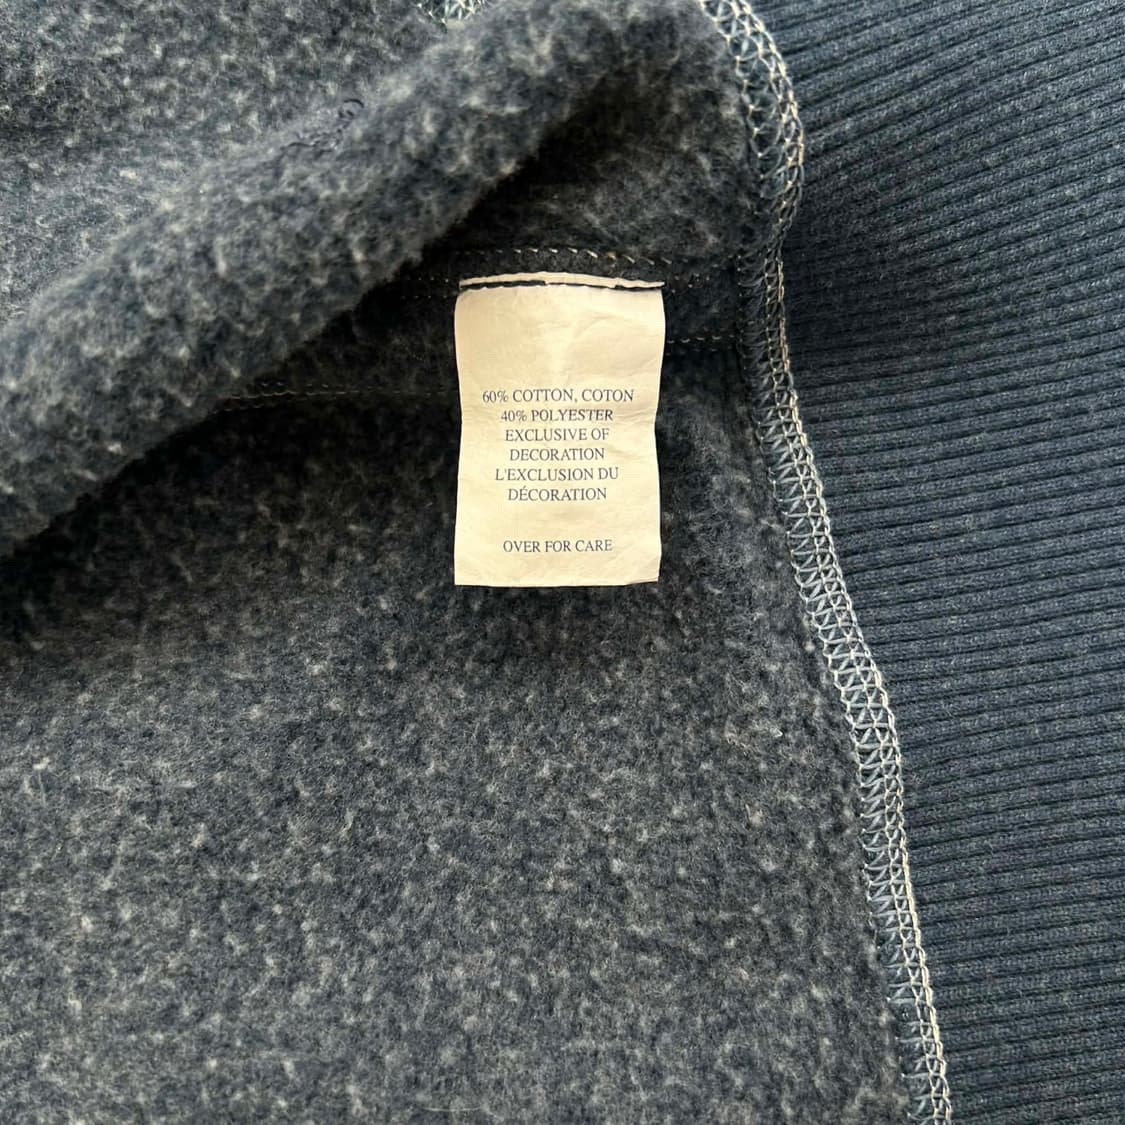 60% COTTON, COTON
40% POLYESTER
EXCLUSIVE OF
DECORATION
L'EXCLUSION DU
DÉCORATION
OVER FOR CARE